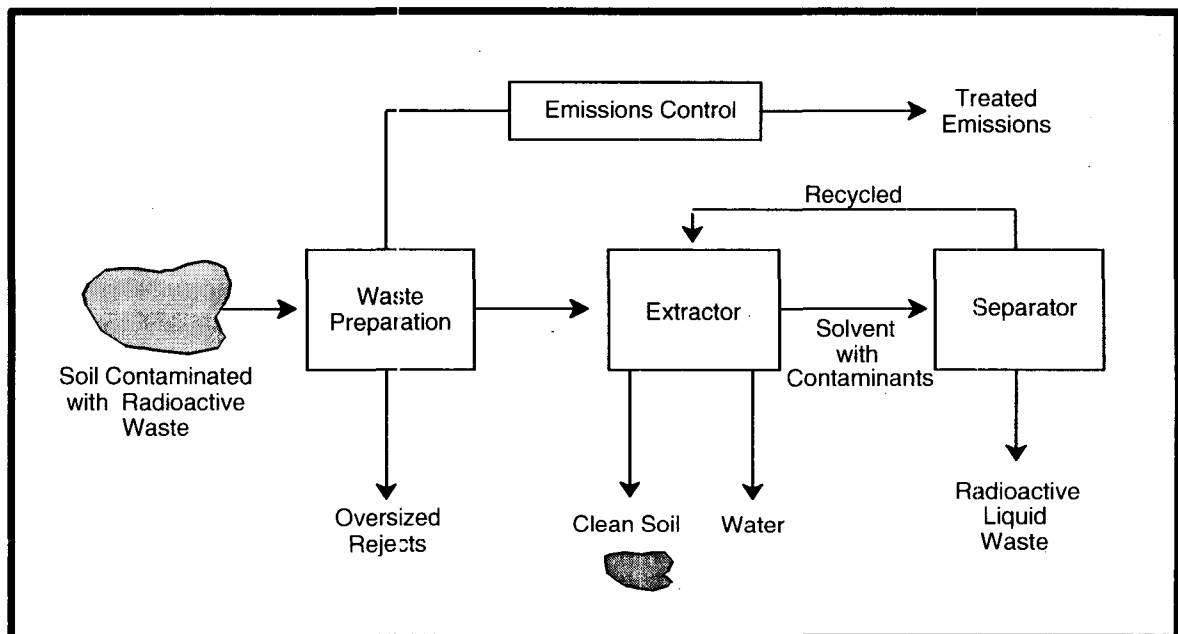 Emissions Control
Treated
Emissions
Recycled
Waste
Preparation
Extractor
Separator
Solvent
with
Contaminants
Soil Contaminated
with Radioactive
Waste
Oversized
Rejects
Clean Soil
Water
Radioactive
Liquid
Waste